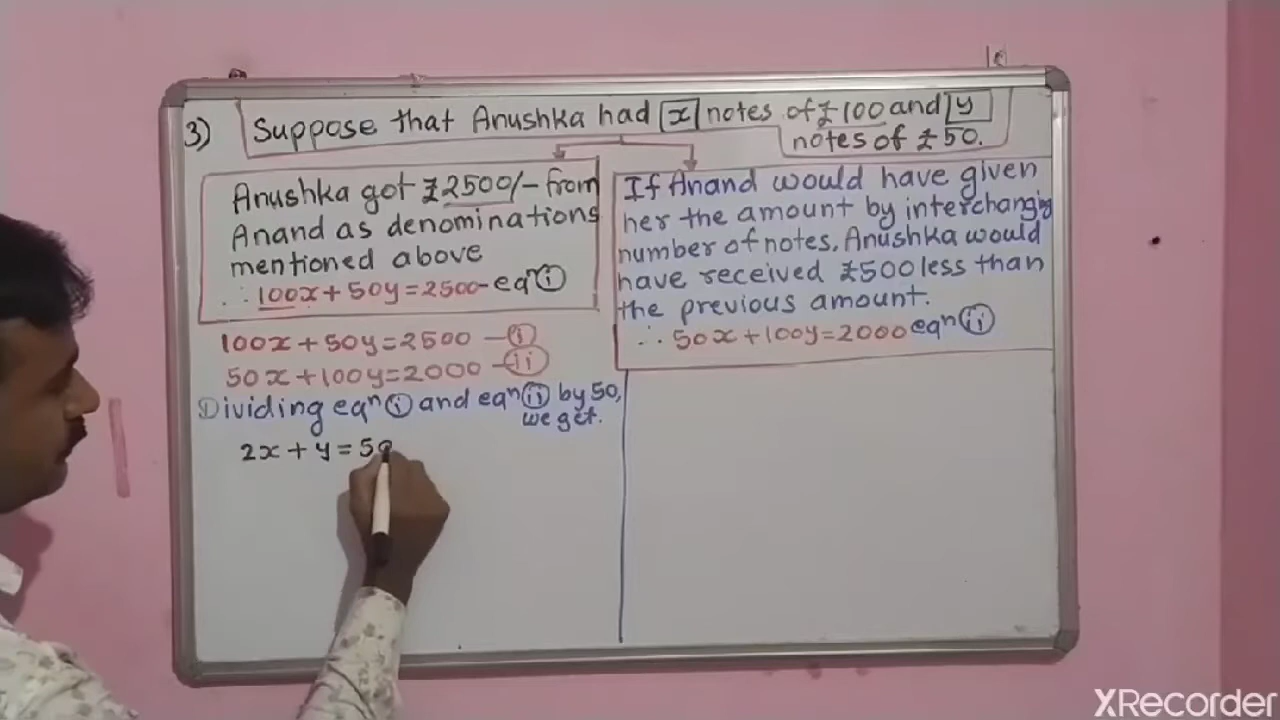 3) Suppose that Anushka had x notes of ₹100 and y
notes of ₹50.
Anushka got ₹2500/- from
Anand as denominations
mentioned above
∴ 100x + 50y = 2500 - eqⁿ (i)
If Anand would have given
her the amount by interchanging
number of notes, Anushka would
have received ₹500 less than
the previous amount.
∴ 50x + 100y = 2000 eqⁿ (ii)
100x + 50y = 2500 — (i)
50x + 100y = 2000 — (ii)
Dividing eqⁿ (i) and eqⁿ (ii) by 50,
we get.
2x + y = 50
XRecorder